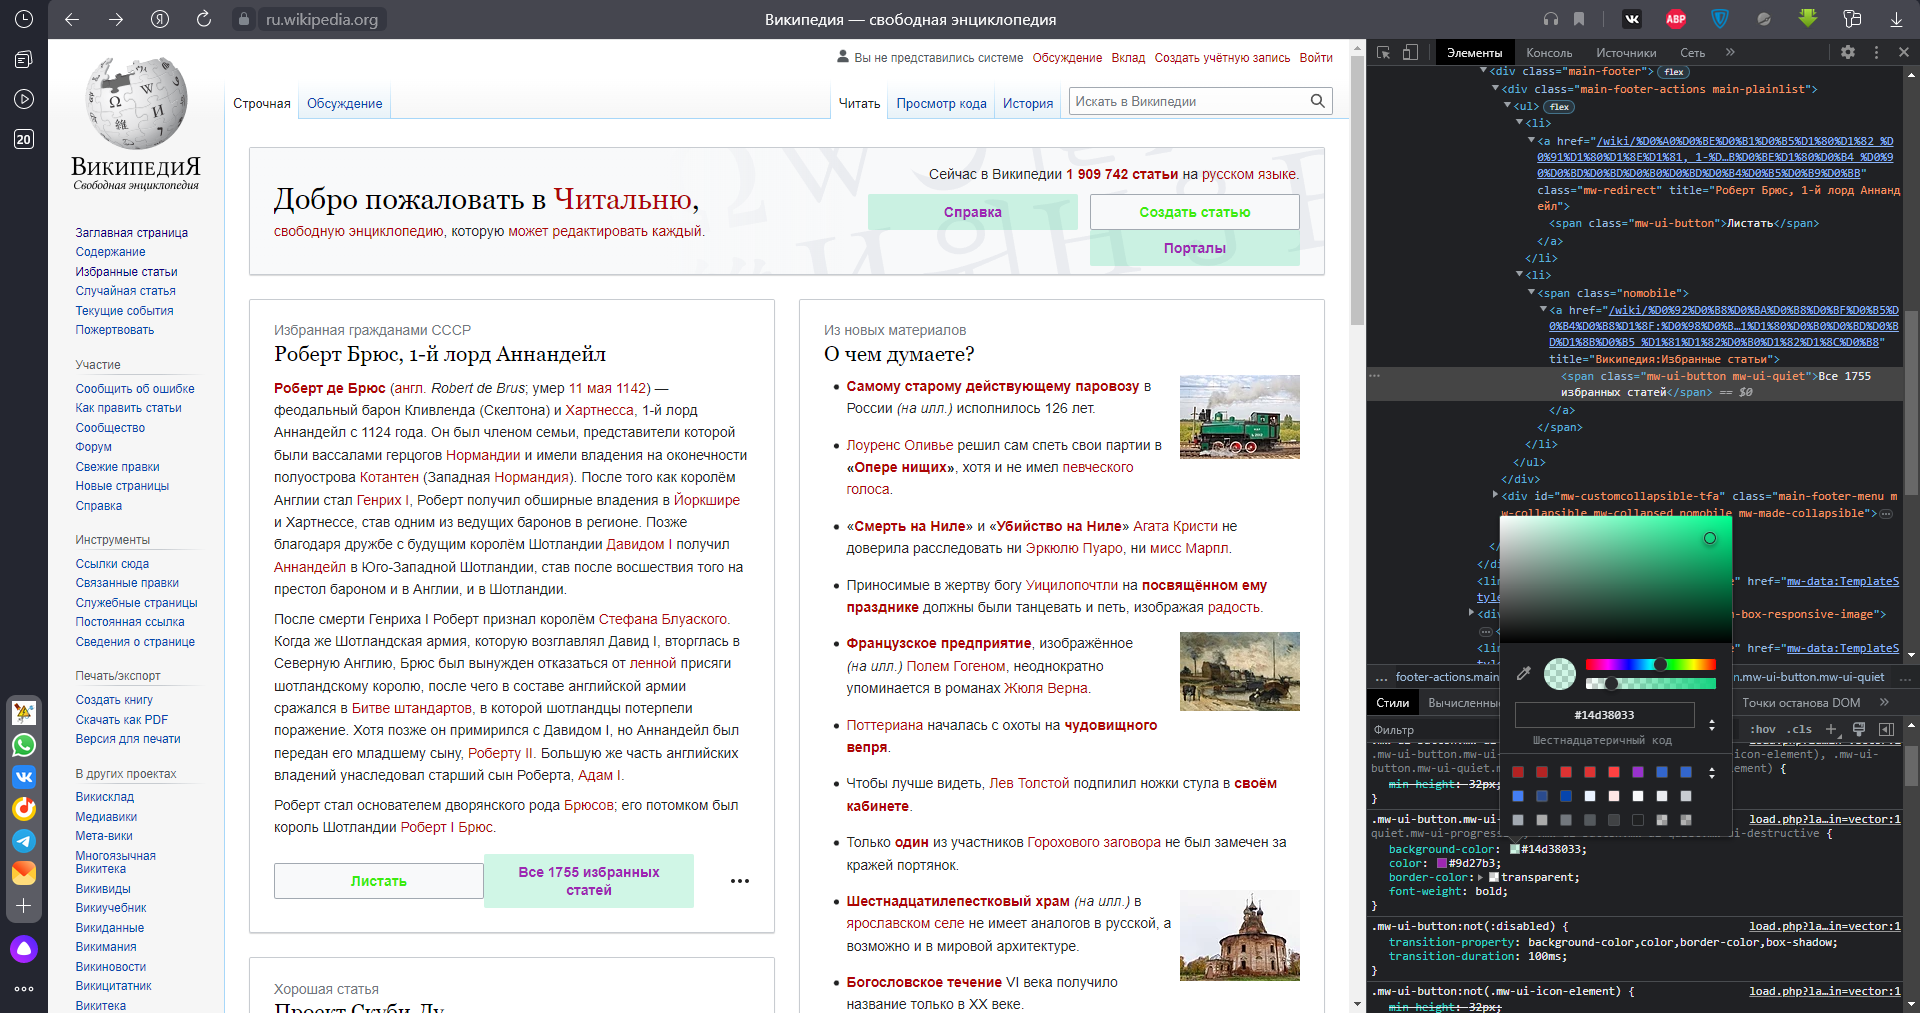 ru.wikipedia.org
Википедия — свободная энциклопедия
ABP
20
ВикипедиЯ
Свободная энциклопедия
Вы не представились системе Обсуждение Вклад Создать учётную запись Войти
Строчная Обсуждение
Читать Просмотр кода История
Искать в Википедии
Заглавная страница
Содержание
Избранные статьи
Случайная статья
Текущие события
Пожертвовать
Участие
Сообщить об ошибке
Как править статьи
Сообщество
Форум
Свежие правки
Новые страницы
Справка
Инструменты
Ссылки сюда
Связанные правки
Служебные страницы
Постоянная ссылка
Сведения о странице
Печать/экспорт
Создать книгу
Скачать как PDF
Версия для печати
В других проектах
Викисклад
Медиавики
Мета-вики
Многоязычная
Викитека
Викивиды
Викиучебник
Викиданные
Викимания
Викиновости
Викицитатник
Викитека
Добро пожаловать в Читальню,
свободную энциклопедию, которую может редактировать каждый.
Сейчас в Википедии 1 909 742 статьи на русском языке.
Справка
Создать статью
Порталы
Избранная гражданами СССР
Роберт Брюс, 1-й лорд Аннандейл
Роберт де Брюс (англ. Robert de Brus; умер 11 мая 1142) —
феодальный барон Кливленда (Скелтона) и Хартнесса, 1-й лорд
Аннандейл с 1124 года. Он был членом семьи, представители которой
были вассалами герцогов Нормандии и имели владения на оконечности
полуострова Котантен (Западная Нормандия). После того как королём
Англии стал Генрих I, Роберт получил обширные владения в Йоркшире
и Хартнессе, став одним из ведущих баронов в регионе. Позже
благодаря дружбе с будущим королём Шотландии Давидом I получил
Аннандейл в Юго-Западной Шотландии, став после восшествия того на
престол бароном и в Англии, и в Шотландии.
После смерти Генриха I Роберт признал королём Стефана Блуаского.
Когда же Шотландская армия, которую возглавлял Давид I, вторглась в
Северную Англию, Брюс был вынужден отказаться от ленной присяги
шотландскому королю, после чего в составе английской армии
сражался в Битве штандартов, в которой шотландцы потерпели
поражение. Хотя позже он примирился с Давидом I, но Аннандейл был
передан его младшему сыну, Роберту II. Большую же часть английских
владений унаследовал старший сын Роберта, Адам I.
Роберт стал основателем дворянского рода Брюсов; его потомком был
король Шотландии Роберт I Брюс.
Листать
Все 1755 избранных
статей
Хорошая статья
Проект Скуби-Ду
Из новых материалов
О чем думаете?
Самому старому действующему паровозу в
России (на илл.) исполнилось 126 лет.
Лоуренс Оливье решил сам спеть свои партии в
«Опере нищих», хотя и не имел певческого
голоса.
«Смерть на Ниле» и «Убийство на Ниле» Агата Кристи не
доверила расследовать ни Эркюлю Пуаро, ни мисс Марпл.
Приносимые в жертву богу Уицилопочтли на посвящённом ему
празднике должны были танцевать и петь, изображая радость.
Французское предприятие, изображённое
(на илл.) Полем Гогеном, неоднократно
упоминается в романах Жюля Верна.
Поттериана началась с охоты на чудовищного
вепря.
Чтобы лучше видеть, Лев Толстой подпилил ножки стула в своём
кабинете.
Только один из участников Горохового заговора не был замечен за
кражей портянок.
Шестнадцатилепестковый храм (на илл.) в
ярославском селе не имеет аналогов в русской, а
возможно и в мировой архитектуре.
Богословское течение VI века получило
название только в XX веке.
Элементы Консоль Источники Сеть »
<div class="main-footer"> flex
<div class="main-footer-actions main-plainlist">
<ul> flex
<li>
<a href="/wiki/%D0%A0%D0%BE%D0%B1%D0%B5%D1%80%D1%82_%D
0%91%D1%80%D1%8E%D1%81,_1-%D…B%D0%BE%D1%80%D0%B4_%D0%9
0%D0%BD%D0%BD%D0%B0%D0%BD%D0%B4%D0%B5%D0%B9%D0%BB"
class="mw-redirect" title="Роберт Брюс, 1-й лорд Аннанд
ейл">
<span class="mw-ui-button">Листать</span>
</a>
</li>
<li>
<span class="nomobile">
<a href="/wiki/%D0%92%D0%B8%D0%BA%D0%B8%D0%BF%D0%B5%D
0%B4%D0%B8%D1%8F:%D0%98%D0%B…1%D1%80%D0%B0%D0%BD%D0%B
D%D1%8B%D0%B5_%D1%81%D1%82%D0%B0%D1%82%D1%8C%D0%B8"
title="Википедия:Избранные статьи">
<span class="mw-ui-button mw-ui-quiet">Все 1755
избранных статей</span> == $0
</a>
</span>
</li>
</ul>
</div>
<div id="mw-customcollapsible-tfa" class="main-footer-menu m
w-collapsible mw-collapsed nomobile mw-made-collapsible">
" href="mw-data:TemplateS
tyle
-box-responsive-image">
" href="mw-data:TemplateS
… footer-actions.main
n.mw-ui-button.mw-ui-quiet …
Стили Вычисленные
Точки останова DOM »
Фильтр
:hov .cls +
#14d38033
Шестнадцатеричный код
min-height: 32px;
}
.mw-ui-button.mw-ui-
load.php?la…in=vector:1
quiet.mw-ui-progress
ui-destructive {
background-color: #14d38033;
color: #9d27b3;
border-color: transparent;
font-weight: bold;
}
.mw-ui-button:not(:disabled) {
load.php?la…in=vector:1
transition-property: background-color,color,border-color,box-shadow;
transition-duration: 100ms;
}
.mw-ui-button:not(.mw-ui-icon-element) {
load.php?la…in=vector:1
min-height: 32px;